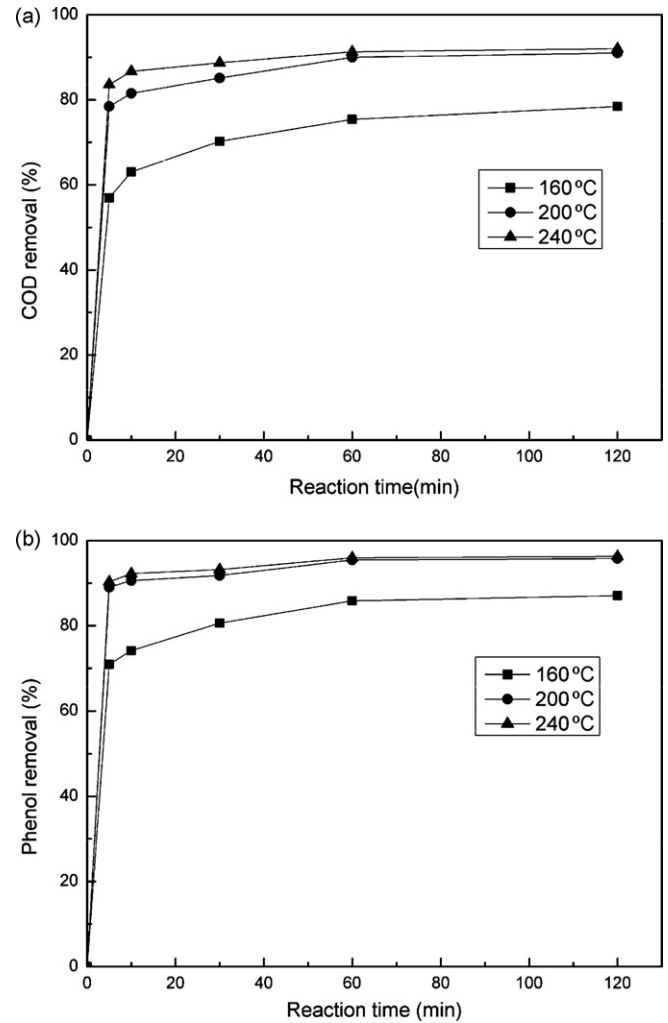 (a)
100
80
60
40
20
0
COD removal (%)
160 ºC
200 ºC
240 ºC
0 20 40 60 80 100 120
Reaction time(min)
(b)
100
80
60
40
20
0
Phenol removal (%)
160 ºC
200 ºC
240 ºC
0 20 40 60 80 100 120
Reaction time (min)